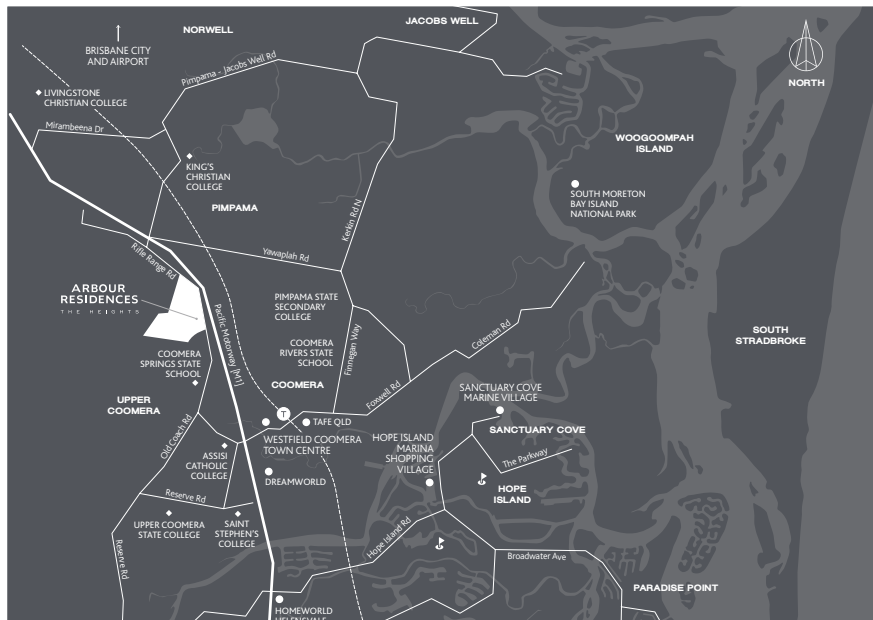 NORWELL
JACOBS WELL
BRISBANE CITY
AND AIRPORT
NORTH
Pimpama - Jacobs Well Rd
LIVINGSTONE
CHRISTIAN COLLEGE
Mirambeena Dr
WOOGOOMPAH
ISLAND
KING'S
CHRISTIAN
COLLEGE
SOUTH MORETON
BAY ISLAND
NATIONAL PARK
PIMPAMA
Kerkin Rd N
Rifle Range Rd
Yawaplah Rd
ARBOUR
RESIDENCES
THE HEIGHTS
Pacific Motorway [M1]
PIMPAMA STATE
SECONDARY
COLLEGE
COOMERA
RIVERS STATE
SCHOOL
Finnegan Way
Coleman Rd
SOUTH
STRADBROKE
COOMERA
SPRINGS STATE
SCHOOL
COOMERA
Foxwell Rd
SANCTUARY COVE
MARINE VILLAGE
UPPER
COOMERA
T
TAFE QLD
Old Coach Rd
WESTFIELD COOMERA
TOWN CENTRE
HOPE ISLAND
MARINA
SHOPPING
VILLAGE
SANCTUARY COVE
ASSISI
CATHOLIC
COLLEGE
The Parkway
DREAMWORLD
HOPE
ISLAND
Reserve Rd
UPPER COOMERA
STATE COLLEGE
SAINT
STEPHEN'S
COLLEGE
Hope Island Rd
Reserve Rd
Broadwater Ave
PARADISE POINT
HOMEWORLD
HELENSVALE